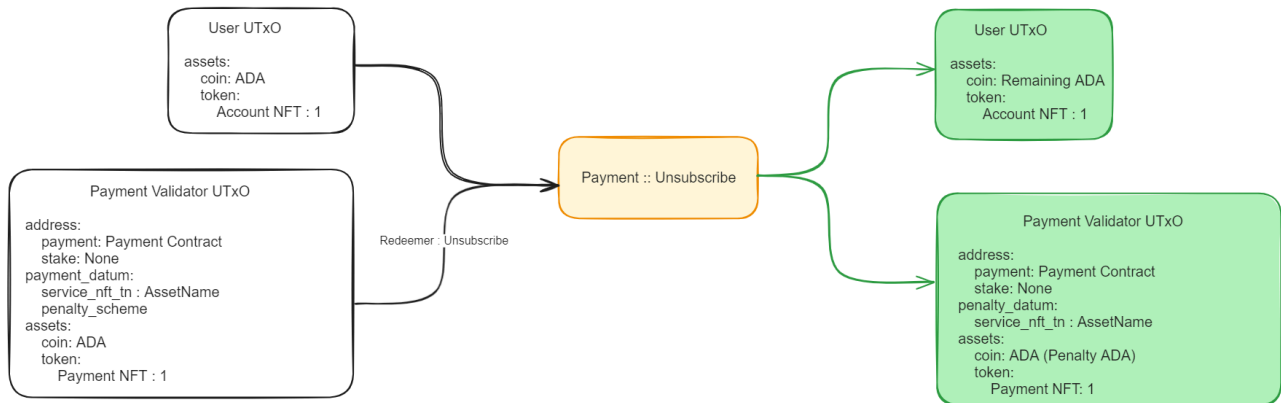 User UTxO
assets:
coin: ADA
token:
Account NFT : 1
Payment Validator UTxO
address:
payment: Payment Contract
stake: None
payment_datum:
service_nft_tn : AssetName
penalty_scheme
assets:
coin: ADA
token:
Payment NFT : 1
Redeemer : Unsubscribe
Payment :: Unsubscribe
User UTxO
assets:
coin: Remaining ADA
token:
Account NFT : 1
Payment Validator UTxO
address:
payment: Payment Contract
stake: None
penalty_datum:
service_nft_tn : AssetName
assets:
coin: ADA (Penalty ADA)
token:
Payment NFT: 1